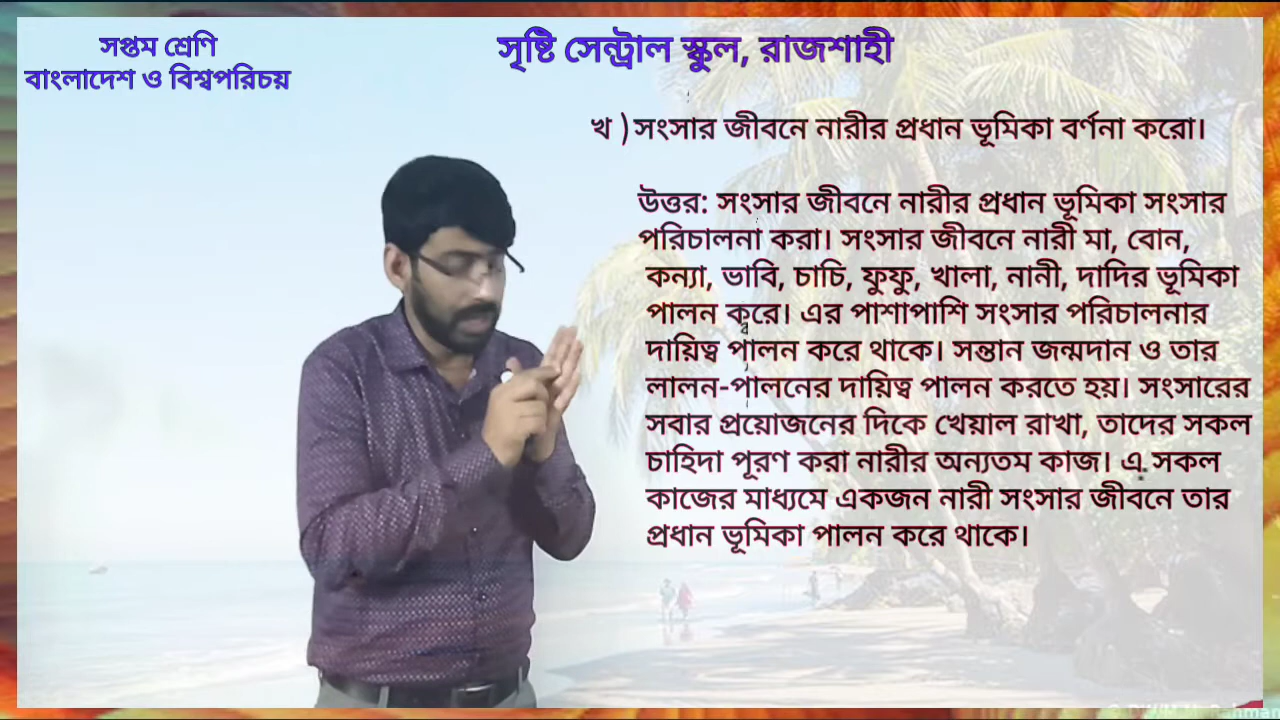 সপ্তম শ্রেণি
বাংলাদেশ ও বিশ্বপরিচয়
সৃষ্টি সেন্ট্রাল স্কুল, রাজশাহী
খ ) সংসার জীবনে নারীর প্রধান ভূমিকা বর্ণনা করো।
উত্তর: সংসার জীবনে নারীর প্রধান ভূমিকা সংসার
পরিচালনা করা। সংসার জীবনে নারী মা, বোন,
কন্যা, ভাবি, চাচি, ফুফু, খালা, নানী, দাদির ভূমিকা
পালন করে। এর পাশাপাশি সংসার পরিচালনার
দায়িত্ব পালন করে থাকে। সন্তান জন্মদান ও তার
লালন-পালনের দায়িত্ব পালন করতে হয়। সংসারের
সবার প্রয়োজনের দিকে খেয়াল রাখা, তাদের সকল
চাহিদা পূরণ করা নারীর অন্যতম কাজ। এ সকল
কাজের মাধ্যমে একজন নারী সংসার জীবনে তার
প্রধান ভূমিকা পালন করে থাকে।